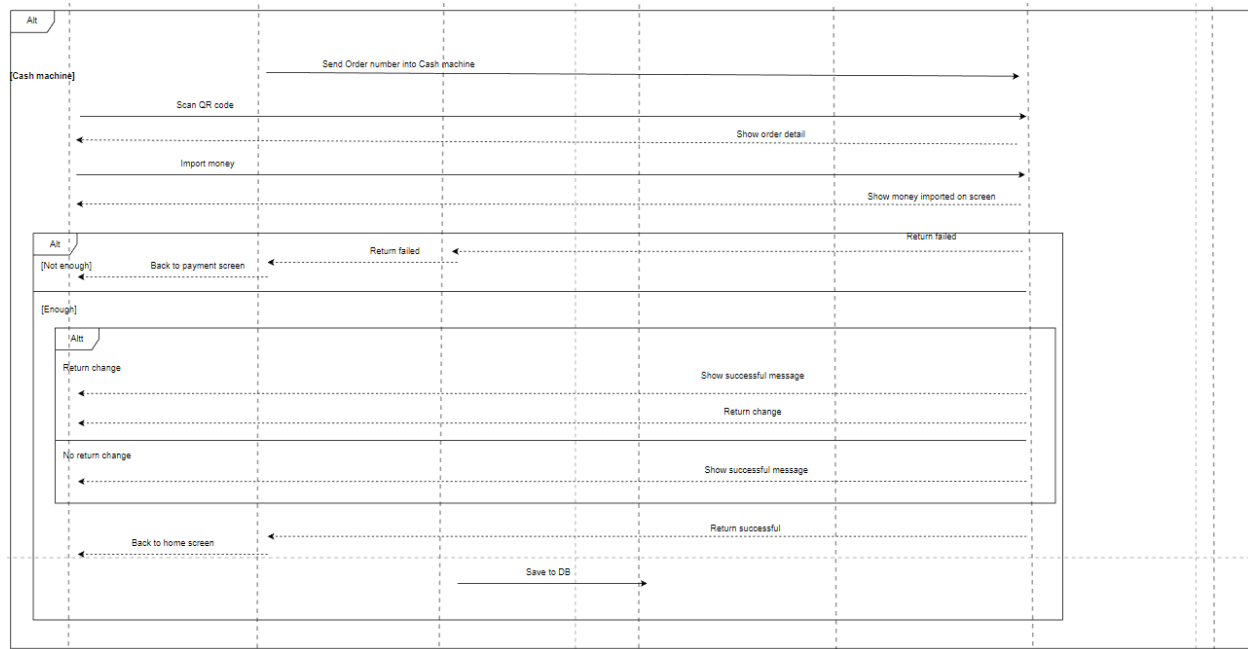 Alt
Send Order number into Cash machine
[Cash machine]
Scan QR code
Show order detail
Import money
Show money imported on screen
Alt
Return failed
Return failed
[Not enough]
Back to payment screen
[Enough]
Altt
Return change
Show successful message
Return change
No return change
Show successful message
Return successful
Back to home screen
Save to DB